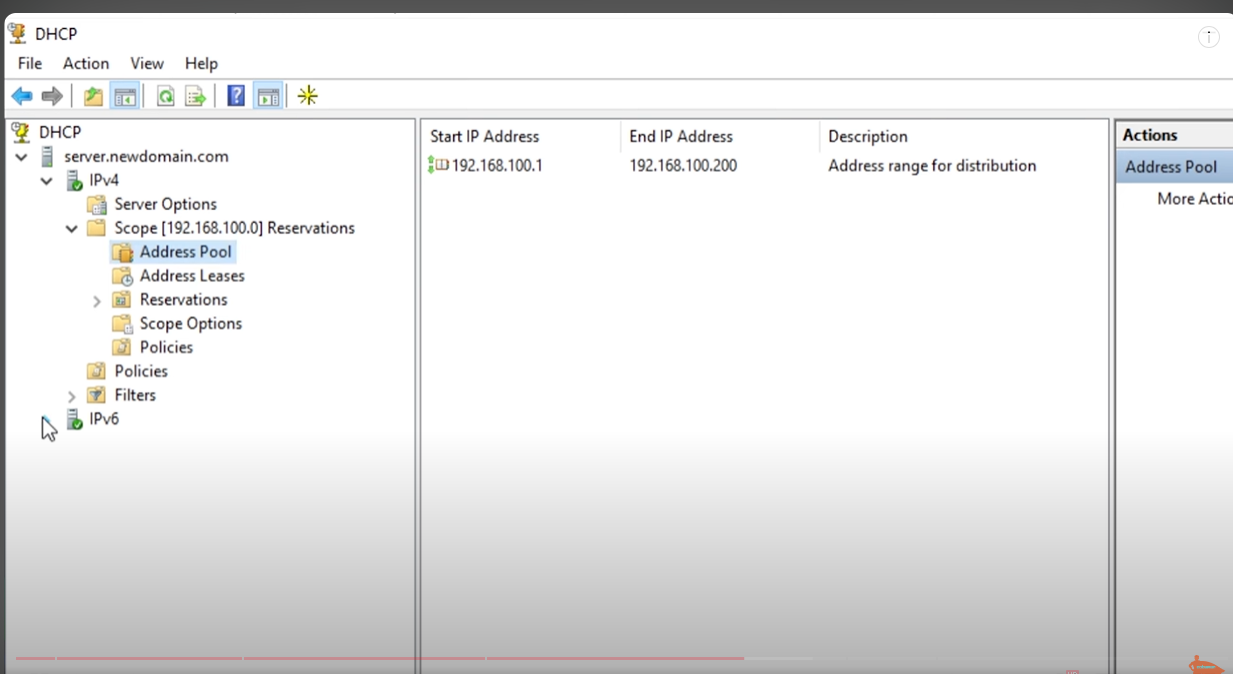 DHCP
File Action View Help
DHCP
server.newdomain.com
IPv4
Server Options
Scope [192.168.100.0] Reservations
Address Pool
Address Leases
Reservations
Scope Options
Policies
Policies
Filters
IPv6
Start IP Address End IP Address Description
192.168.100.1 192.168.100.200 Address range for distribution
Actions
Address Pool
More Actio